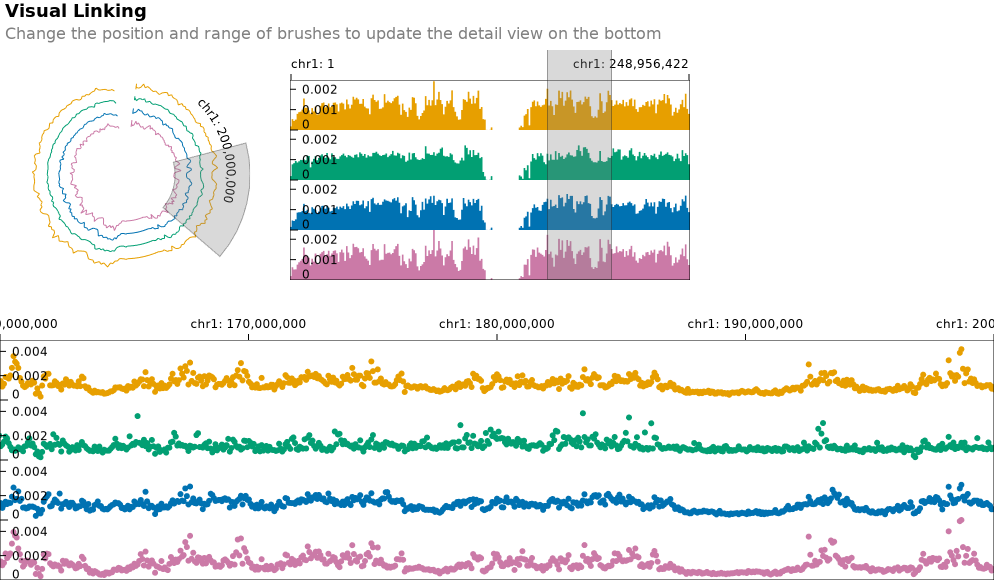 Visual Linking
Change the position and range of brushes to update the detail view on the bottom
chr1: 200,000,000
chr1: 1
chr1: 248,956,422
0.002
0.001
0
0.002
0.001
0
0.002
0.001
0
0.002
0.001
0
0,000,000
chr1: 170,000,000
chr1: 180,000,000
chr1: 190,000,000
chr1: 200
0.004
0.002
0
0.004
0.002
0
0.004
0.002
0
0.004
0.002
0